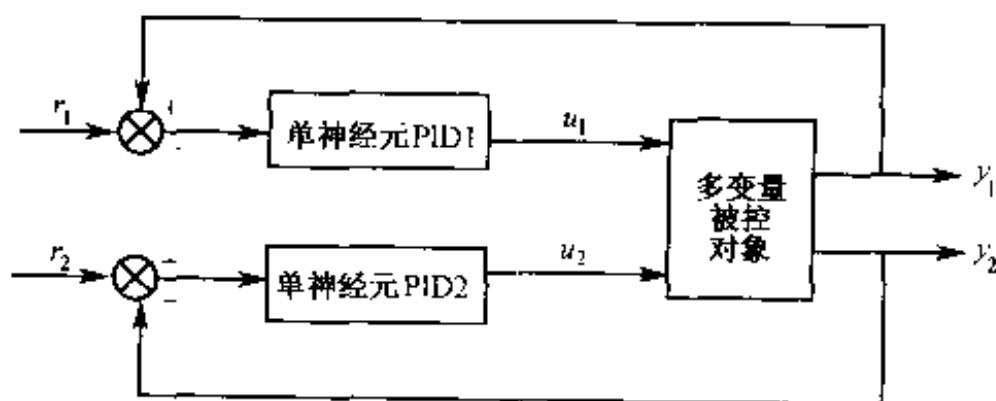 r₁
单神经元PID1
u₁
多变量
被控
对象
y₁
r₂
单神经元PID2
u₂
y₂